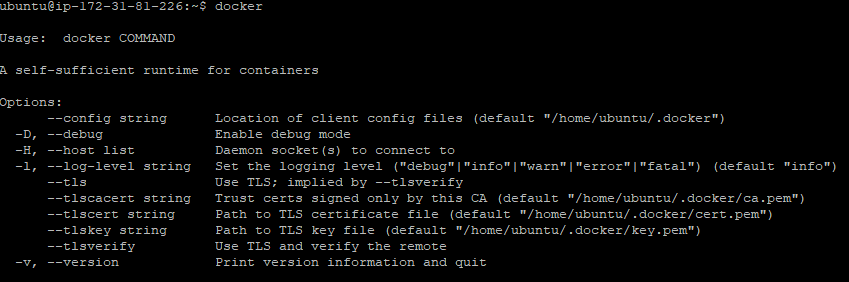 ubuntu@ip-172-31-81-226:~$ docker
Usage:  docker COMMAND
A self-sufficient runtime for containers
Options:
      --config string      Location of client config files (default "/home/ubuntu/.docker")
  -D, --debug              Enable debug mode
  -H, --host list          Daemon socket(s) to connect to
  -l, --log-level string   Set the logging level ("debug"|"info"|"warn"|"error"|"fatal") (default "info")
      --tls                Use TLS; implied by --tlsverify
      --tlscacert string   Trust certs signed only by this CA (default "/home/ubuntu/.docker/ca.pem")
      --tlscert string     Path to TLS certificate file (default "/home/ubuntu/.docker/cert.pem")
      --tlskey string      Path to TLS key file (default "/home/ubuntu/.docker/key.pem")
      --tlsverify          Use TLS and verify the remote
  -v, --version            Print version information and quit